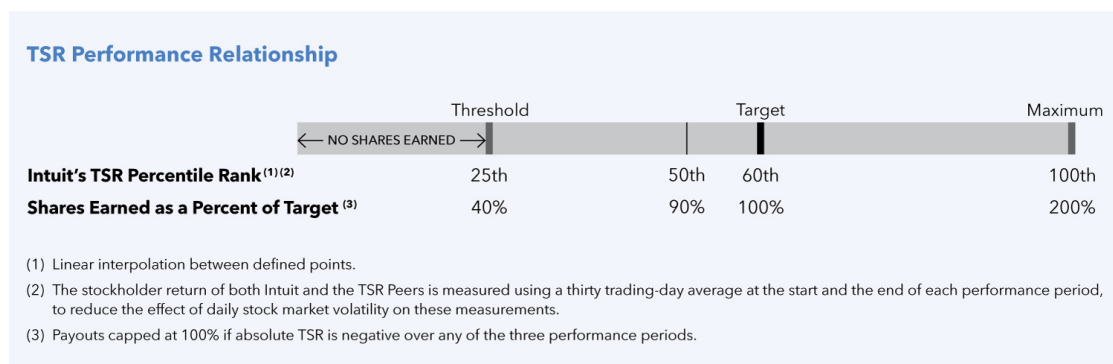 TSR Performance Relationship
Threshold Target Maximum
NO SHARES EARNED
Intuit’s TSR Percentile Rank (1)(2) 25th 50th 60th 100th
Shares Earned as a Percent of Target (3) 40% 90% 100% 200%
(1) Linear interpolation between defined points.
(2) The stockholder return of both Intuit and the TSR Peers is measured using a thirty trading-day average at the start and the end of each performance period,
to reduce the effect of daily stock market volatility on these measurements.
(3) Payouts capped at 100% if absolute TSR is negative over any of the three performance periods.